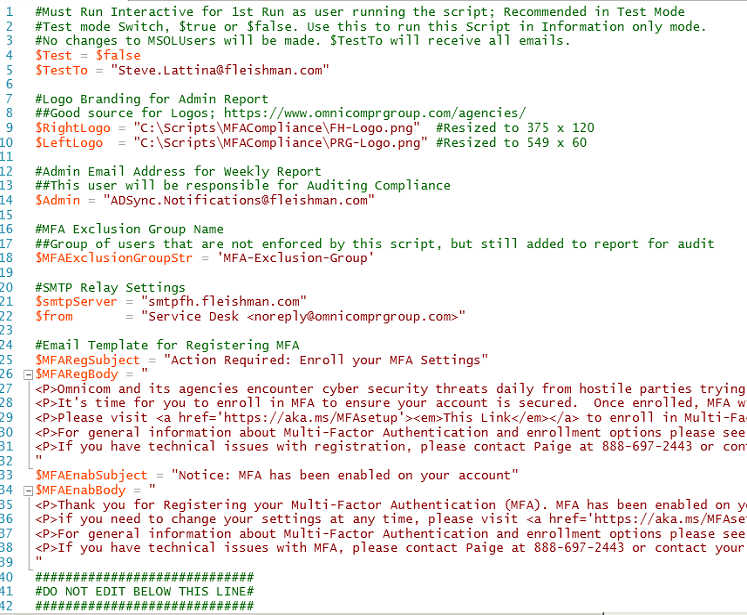 1 #Must Run Interactive for 1st Run as user running the script; Recommended in Test Mode
2 #Test mode Switch, $true or $false. Use this to run this Script in Information only mode.
3 #No changes to MSOLUsers will be made. $TestTo will receive all emails.
4 $Test = $false
5 $TestTo = "Steve.Lattina@fleishman.com"
6
7 #Logo Branding for Admin Report
8 ##Good source for Logos; https://www.omnicomprgroup.com/agencies/
9 $RightLogo = "C:\Scripts\MFACompliance\FH-Logo.png"  #Resized to 375 x 120
10 $LeftLogo  = "C:\Scripts\MFACompliance\PRG-Logo.png" #Resized to 549 x 60
11
12 #Admin Email Address for Weekly Report
13 ##This user will be responsible for Auditing Compliance
14 $Admin = "ADSync.Notifications@fleishman.com"
15
16 #MFA Exclusion Group Name
17 ##Group of users that are not enforced by this script, but still added to report for audit
18 $MFAExclusionGroupStr = 'MFA-Exclusion-Group'
19
20 #SMTP Relay Settings
21 $smtpServer = "smtpfh.fleishman.com"
22 $from       = "Service Desk <noreply@omnicomprgroup.com>"
23
24 #Email Template for Registering MFA
25 $MFARegSubject = "Action Required: Enroll your MFA Settings"
26 $MFARegBody = "
27 <P>Omnicom and its agencies encounter cyber security threats daily from hostile parties trying
28 <P>It's time for you to enroll in MFA to ensure your account is secured.  Once enrolled, MFA w
29 <P>Please visit <a href='https://aka.ms/MFAsetup'><em>This Link</em></a> to enroll in Multi-Fa
30 <P>For general information about Multi-Factor Authentication and enrollment options please see
31 <P>If you have technical issues with registration, please contact Paige at 888-697-2443 or con
32 "
33 $MFAEnabSubject = "Notice: MFA has been enabled on your account"
34 $MFAEnabBody = "
35 <P>Thank you for Registering your Multi-Factor Authentication (MFA). MFA has been enabled on yo
36 <P>if you need to change your settings at any time, please visit <a href='https://aka.ms/MFAse
37 <P>For general information about Multi-Factor Authentication and enrollment options please see
38 <P>If you have technical issues with MFA, please contact Paige at 888-697-2443 or contact your
39 "
40 #############################
41 #DO NOT EDIT BELOW THIS LINE#
42 #############################